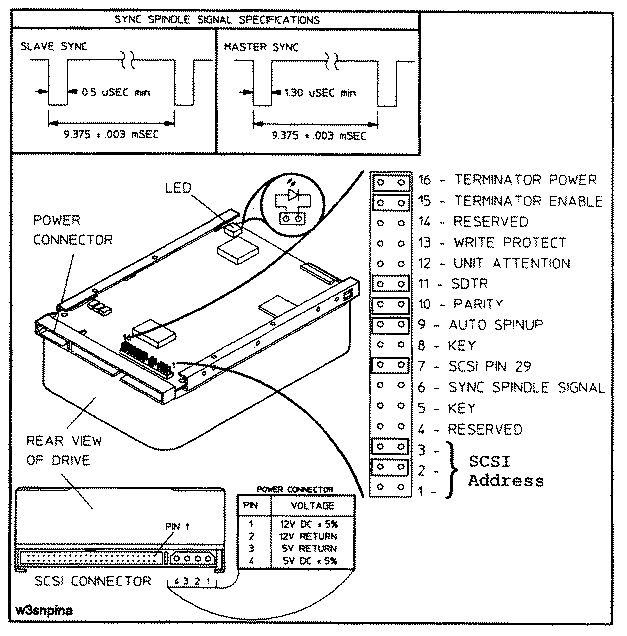 SYNC SPINDLE SIGNAL SPECIFICATIONS
SLAVE SYNC
0.5 uSEC min
9.375 ± .003 mSEC
MASTER SYNC
1.30 uSEC min
9.375 ± .003 mSEC
LED
POWER
CONNECTOR
16 - TERMINATOR POWER
15 - TERMINATOR ENABLE
14 - RESERVED
13 - WRITE PROTECT
12 - UNIT ATTENTION
11 - SDTR
10 - PARITY
9 - AUTO SPINUP
8 - KEY
7 - SCSI PIN 29
6 - SYNC SPINDLE SIGNAL
5 - KEY
4 - RESERVED
3 -
2 -
1 -
SCSI
Address
REAR VIEW
OF DRIVE
PIN 1
SCSI CONNECTOR
4 3 2 1
POWER CONNECTOR
PIN VOLTAGE
1 12V DC ± 5%
2 12V RETURN
3 5V RETURN
4 5V DC ± 5%
w3snpina